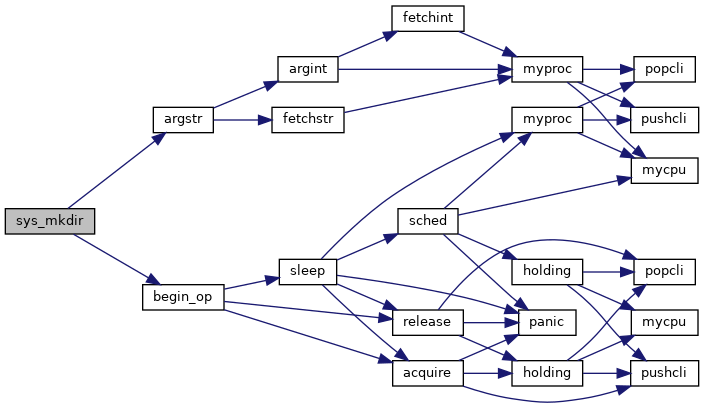 fetchint
argint
myproc
popcli
argstr
fetchstr
myproc
pushcli
mycpu
sys_mkdir
sched
sleep
holding
popcli
begin_op
release
panic
mycpu
acquire
holding
pushcli